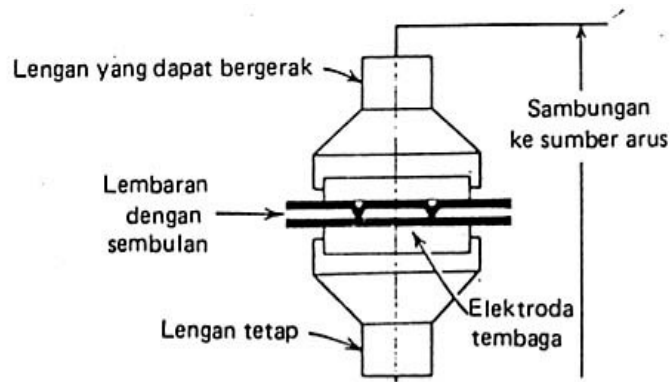 Lengan yang dapat bergerak
Sambungan
ke sumber arus
Lembaran
dengan
sembulan
Elektroda
tembaga
Lengan tetap